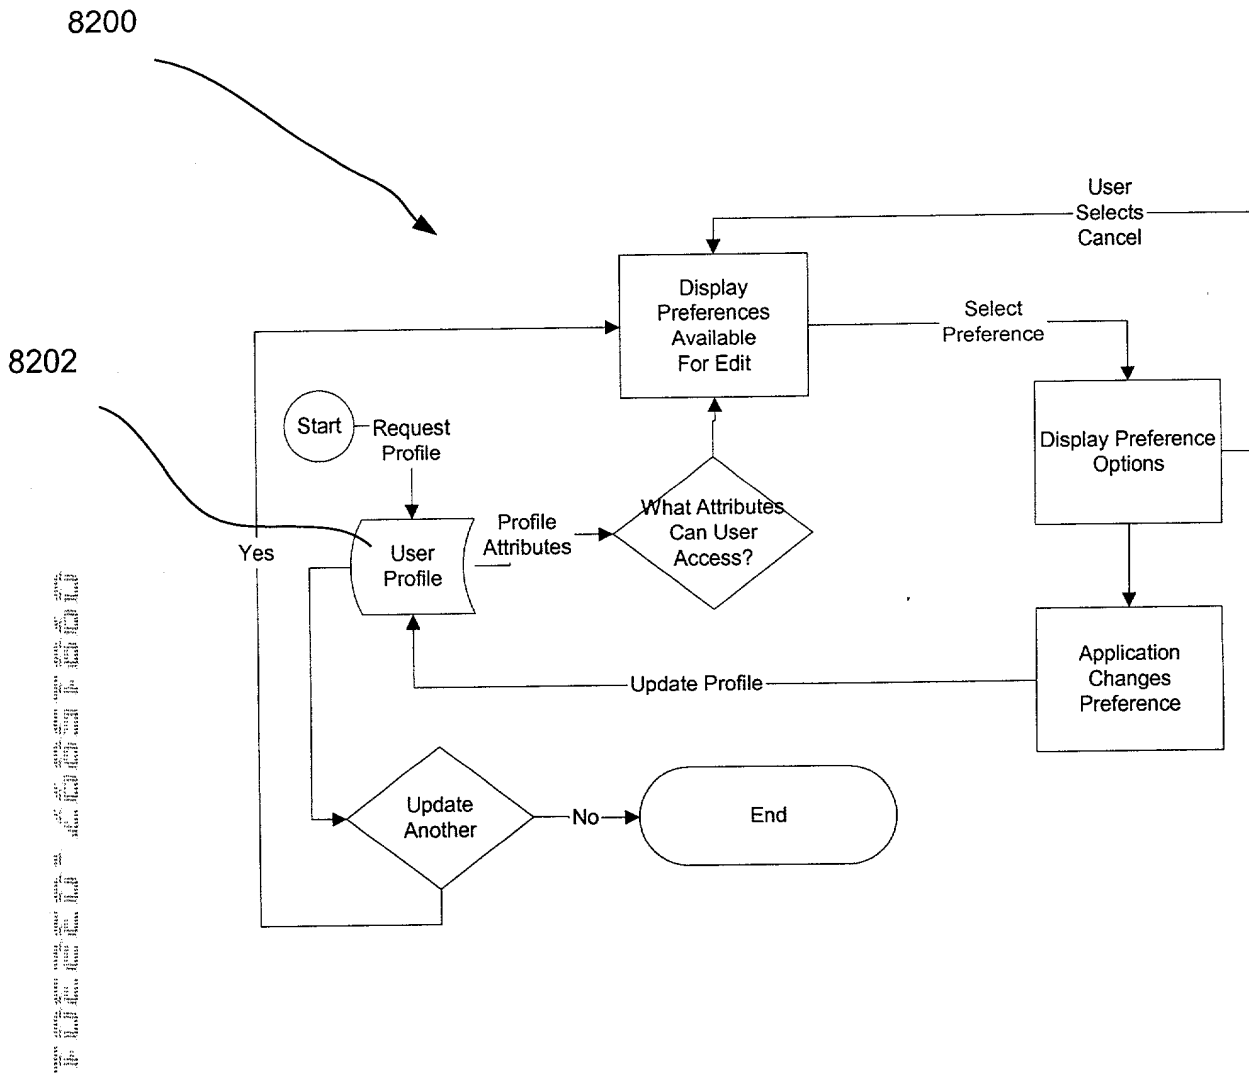 8200
User
Selects
Cancel
Display
Preferences
Available
For Edit
Select
Preference
8202
Start
Request
Profile
Display Preference
Options
What Attributes
Can User
Access?
Profile
Attributes
User
Profile
Yes
Application
Changes
Preference
Update Profile
Update
Another
No
End